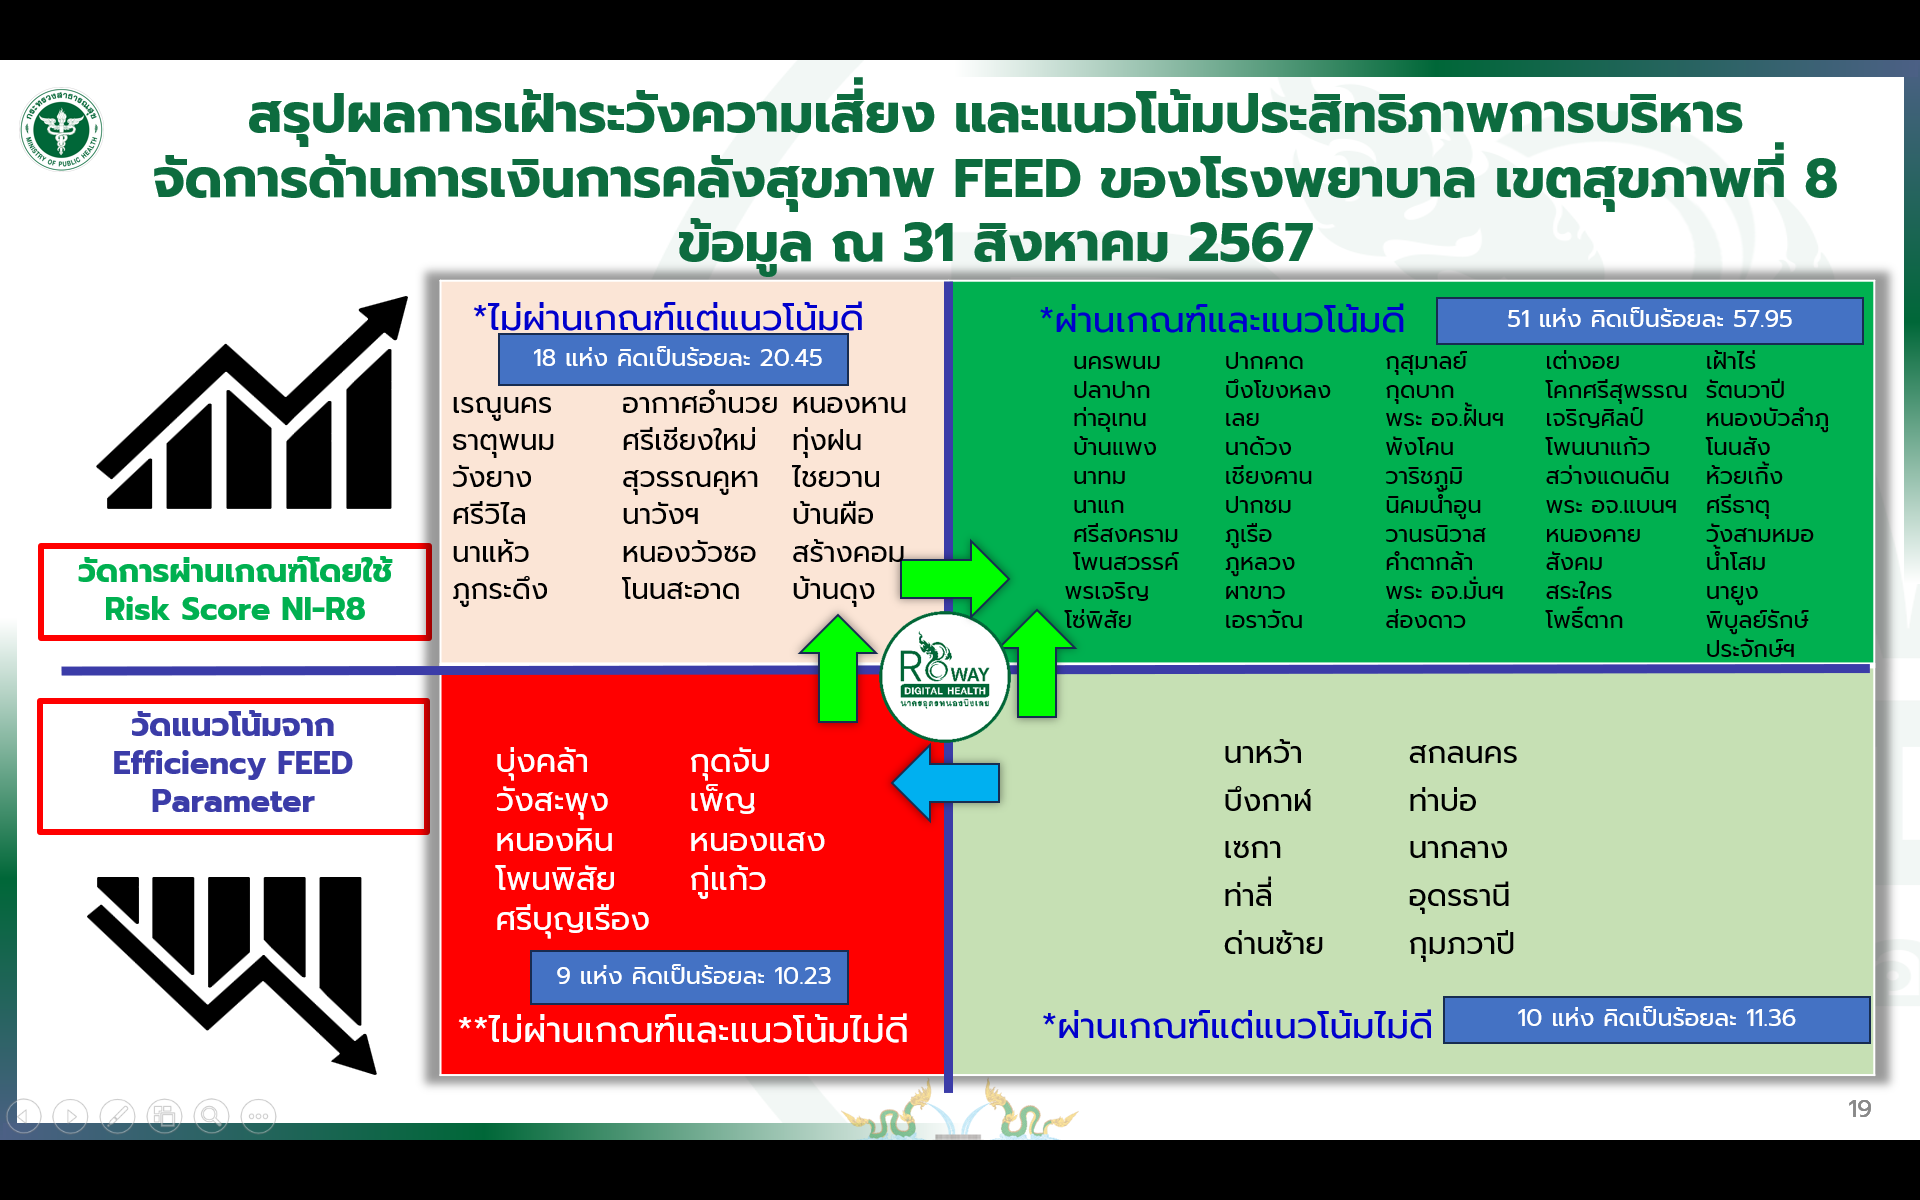 สรุปผลการเฝ้าระวังความเสี่ยง และแนวโน้มประสิทธิภาพการบริหาร
จัดการด้านการเงินการคลังสุขภาพ FEED ของโรงพยาบาล เขตสุขภาพที่ 8
ข้อมูล ณ 31 สิงหาคม 2567
กระทรวงสาธารณสุข
MINISTRY OF PUBLIC HEALTH
*ไม่ผ่านเกณฑ์แต่แนวโน้มดี
18 แห่ง คิดเป็นร้อยละ 20.45
เรณูนคร อากาศอำนวย หนองหาน
ธาตุพนม ศรีเชียงใหม่ ทุ่งฝน
วังยาง สุวรรณคูหา ไชยวาน
ศรีวิไล นาวังฯ บ้านผือ
นาแห้ว หนองวัวซอ สร้างคอม
ภูกระดึง โนนสะอาด บ้านดุง
*ผ่านเกณฑ์และแนวโน้มดี
51 แห่ง คิดเป็นร้อยละ 57.95
นครพนม ปากคาด กุสุมาลย์ เต่างอย เฝ้าไร่
ปลาปาก บึงโขงหลง กุดบาก โคกศรีสุพรรณ รัตนวาปี
ท่าอุเทน เลย พระ อจ.ฝั้นฯ เจริญศิลป์ หนองบัวลำภู
บ้านแพง นาด้วง พังโคน โพนนาแก้ว โนนสัง
นาทม เชียงคาน วาริชภูมิ สว่างแดนดิน ห้วยเกิ้ง
นาแก ปากชม นิคมน้ำอูน พระ อจ.แบนฯ ศรีธาตุ
ศรีสงคราม ภูเรือ วานรนิวาส หนองคาย วังสามหมอ
โพนสวรรค์ ภูหลวง คำตากล้า สังคม น้ำโสม
พรเจริญ ผาขาว พระ อจ.มั่นฯ สระใคร นายูง
โซ่พิสัย เอราวัณ ส่องดาว โพธิ์ตาก พิบูลย์รักษ์
ประจักษ์ฯ
วัดการผ่านเกณฑ์โดยใช้
Risk Score NI-R8
วัดแนวโน้มจาก
Efficiency FEED
Parameter
R8 WAY
DIGITAL HEALTH
นาครอุดรหนองบึงเลย
บุ่งคล้า กุดจับ
วังสะพุง เพ็ญ
หนองหิน หนองแสง
โพนพิสัย กู่แก้ว
ศรีบุญเรือง
9 แห่ง คิดเป็นร้อยละ 10.23
**ไม่ผ่านเกณฑ์และแนวโน้มไม่ดี
นาหว้า สกลนคร
บึงกาฬ ท่าบ่อ
เซกา นากลาง
ท่าลี่ อุดรธานี
ด่านซ้าย กุมภวาปี
*ผ่านเกณฑ์แต่แนวโน้มไม่ดี
10 แห่ง คิดเป็นร้อยละ 11.36
19